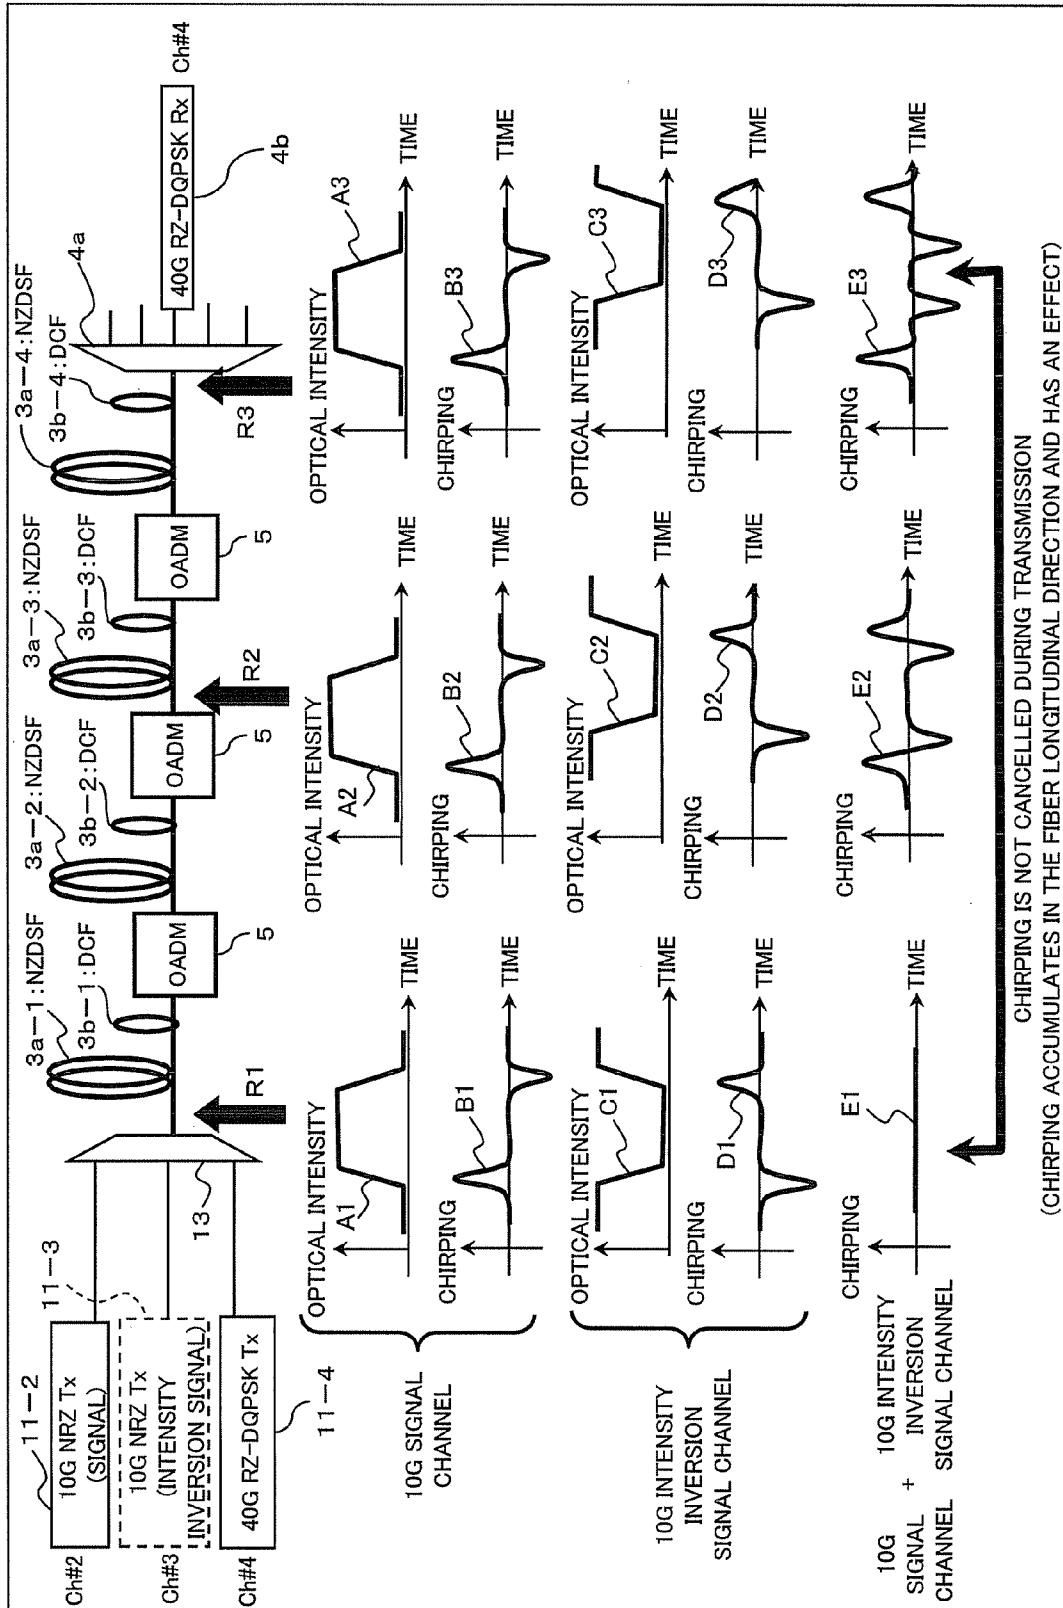 Ch#2
10G NRZ Tx
(SIGNAL)
11-2
Ch#3
10G NRZ Tx
(INTENSITY
INVERSION SIGNAL)
11-3
Ch#4
40G RZ-DQPSK Tx
11-4
13
3a-1:NZDSF
3b-1:DCF
R1
OADM
5
3a-2:NZDSF
3b-2:DCF
OADM
5
R2
3a-3:NZDSF
3b-3:DCF
OADM
5
3a-4:NZDSF
3b-4:DCF
R3
4a
40G RZ-DQPSK Rx
Ch#4
4b
10G SIGNAL
CHANNEL
OPTICAL INTENSITY
A1
TIME
OPTICAL INTENSITY
A2
TIME
OPTICAL INTENSITY
A3
TIME
CHIRPING
B1
TIME
CHIRPING
B2
TIME
CHIRPING
B3
TIME
10G INTENSITY
INVERSION
SIGNAL CHANNEL
OPTICAL INTENSITY
C1
TIME
OPTICAL INTENSITY
C2
TIME
OPTICAL INTENSITY
C3
TIME
CHIRPING
D1
TIME
CHIRPING
D2
TIME
CHIRPING
D3
TIME
10G 10G INTENSITY
SIGNAL + INVERSION
CHANNEL SIGNAL CHANNEL
CHIRPING
E1
TIME
CHIRPING
E2
TIME
CHIRPING
E3
TIME
CHIRPING IS NOT CANCELLED DURING TRANSMISSION
(CHIRPING ACCUMULATES IN THE FIBER LONGITUDINAL DIRECTION AND HAS AN EFFECT)